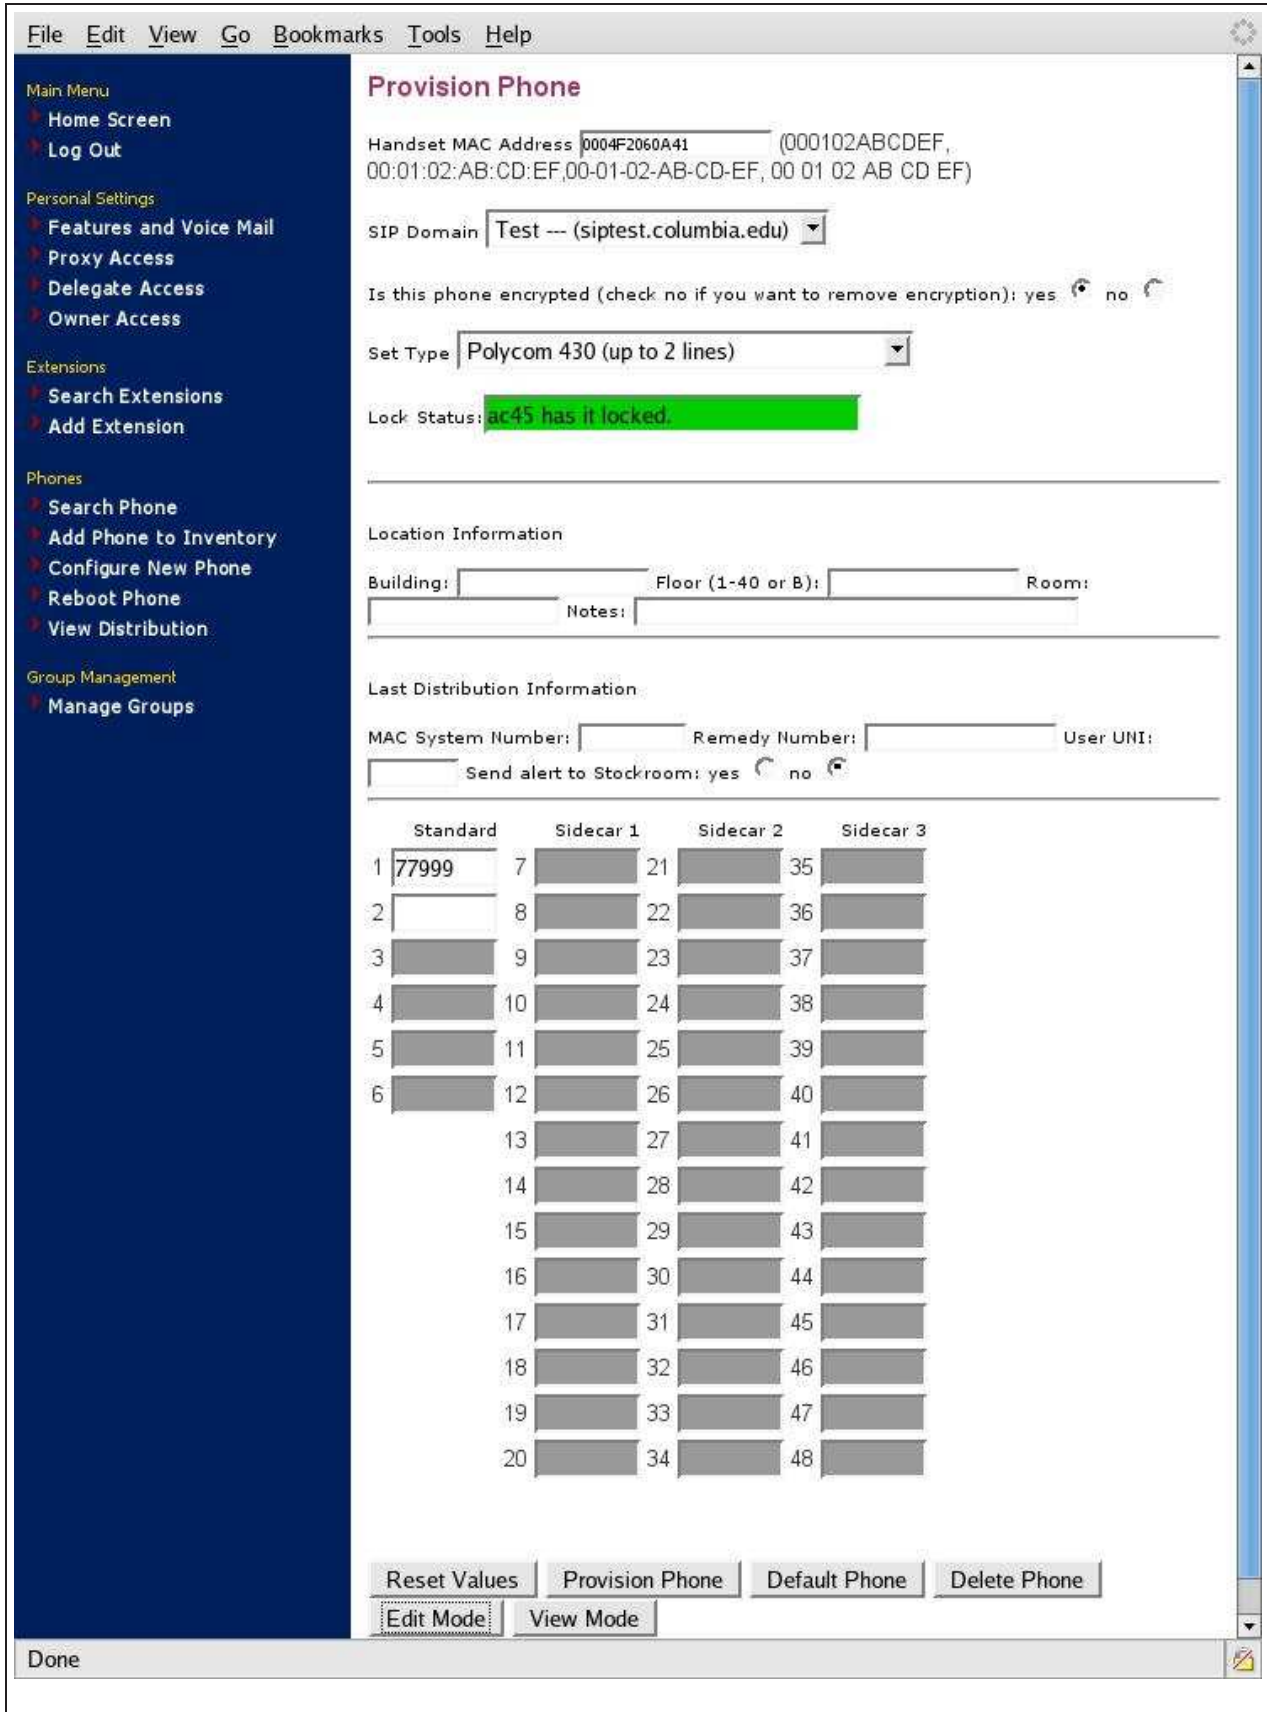 File Edit View Go Bookmarks Tools Help
Main Menu
Home Screen
Log Out
Personal Settings
Features and Voice Mail
Proxy Access
Delegate Access
Owner Access
Extensions
Search Extensions
Add Extension
Phones
Search Phone
Add Phone to Inventory
Configure New Phone
Reboot Phone
View Distribution
Group Management
Manage Groups
Provision Phone
Handset MAC Address 0004F2060A41 (000102ABCDEF,
00:01:02:AB:CD:EF,00-01-02-AB-CD-EF, 00 01 02 AB CD EF)
SIP Domain Test --- (siptest.columbia.edu)
Is this phone encrypted (check no if you want to remove encryption): yes no
Set Type Polycom 430 (up to 2 lines)
Lock Status: ac45 has it locked.
Location Information
Building: Floor (1-40 or B): Room:
Notes:
Last Distribution Information
MAC System Number: Remedy Number: User UNI:
Send alert to Stockroom: yes no
Standard Sidecar 1 Sidecar 2 Sidecar 3
1 77999 7 21 35
2 8 22 36
3 9 23 37
4 10 24 38
5 11 25 39
6 12 26 40
13 27 41
14 28 42
15 29 43
16 30 44
17 31 45
18 32 46
19 33 47
20 34 48
Reset Values Provision Phone Default Phone Delete Phone
Edit Mode View Mode
Done